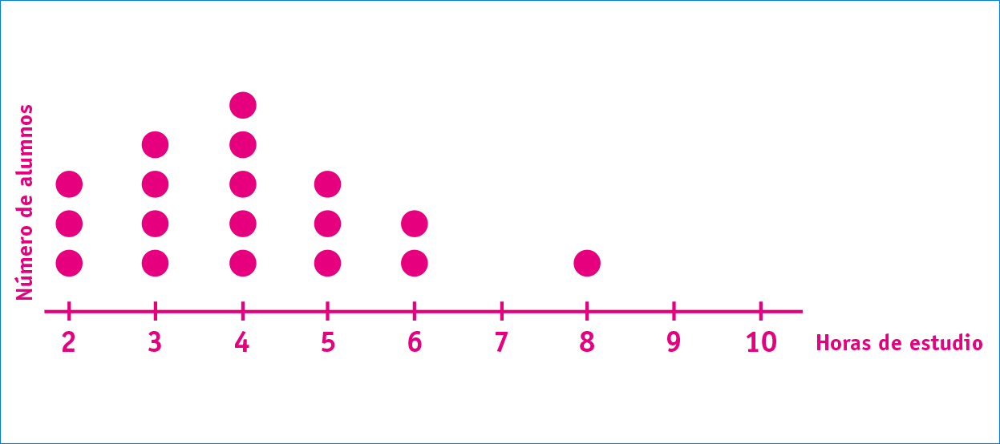 Número de alumnos
2 3 4 5 6 7 8 9 10
Horas de estudio